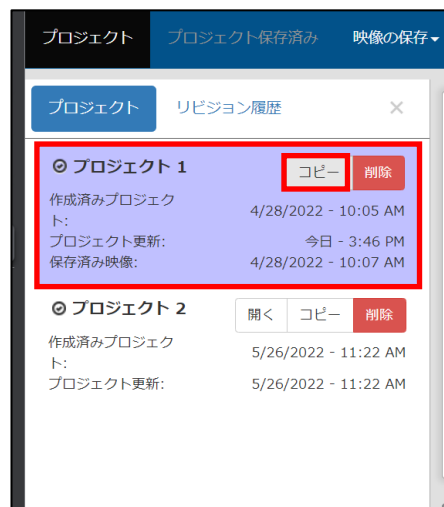 プロジェクト プロジェクト保存済み 映像の保存
プロジェクト リビジョン履歴 ×
プロジェクト 1 コピー 削除
作成済みプロジェク
ト: 4/28/2022 - 10:05 AM
プロジェクト更新: 今日 - 3:46 PM
保存済み映像: 4/28/2022 - 10:07 AM
プロジェクト 2 開く コピー 削除
作成済みプロジェク
ト: 5/26/2022 - 11:22 AM
プロジェクト更新: 5/26/2022 - 11:22 AM